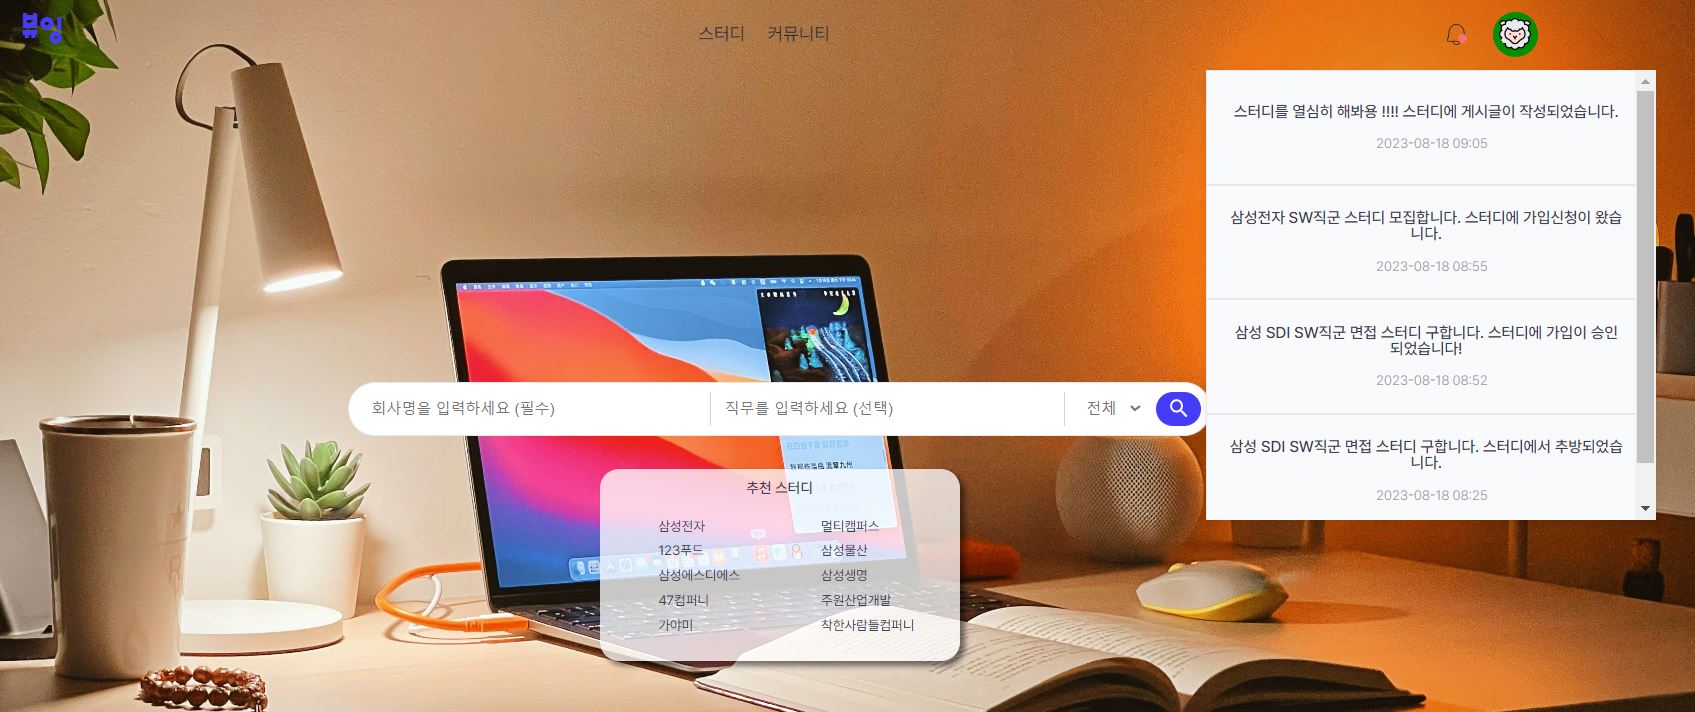 뷰잉
스터디 커뮤니티
스터디를 열심히 해봐용 !!!! 스터디에 게시글이 작성되었습니다.
2023-08-18 09:05
삼성전자 SW직군 스터디 모집합니다. 스터디에 가입신청이 왔습
니다.
2023-08-18 08:55
삼성 SDI SW직군 면접 스터디 구합니다. 스터디에 가입이 승인
되었습니다!
2023-08-18 08:52
삼성 SDI SW직군 면접 스터디 구합니다. 스터디에서 추방되었습
니다.
2023-08-18 08:25
회사명을 입력하세요 (필수) 직무를 입력하세요 (선택) 전체
추천 스터디
삼성전자 멀티캠퍼스
123푸드 삼성물산
삼성에스디에스 삼성생명
47컴퍼니 주원산업개발
가야미 착한사람들컴퍼니